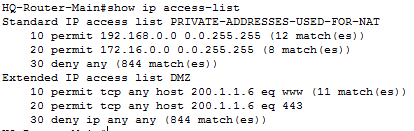 HQ-Router-Main#show ip access-list
Standard IP access list PRIVATE-ADDRESSES-USED-FOR-NAT
10 permit 192.168.0.0 0.0.255.255 (12 match(es))
20 permit 172.16.0.0 0.0.255.255 (8 match(es))
30 deny any (844 match(es))
Extended IP access list DMZ
10 permit tcp any host 200.1.1.6 eq www (11 match(es))
20 permit tcp any host 200.1.1.6 eq 443
30 deny ip any any (844 match(es))